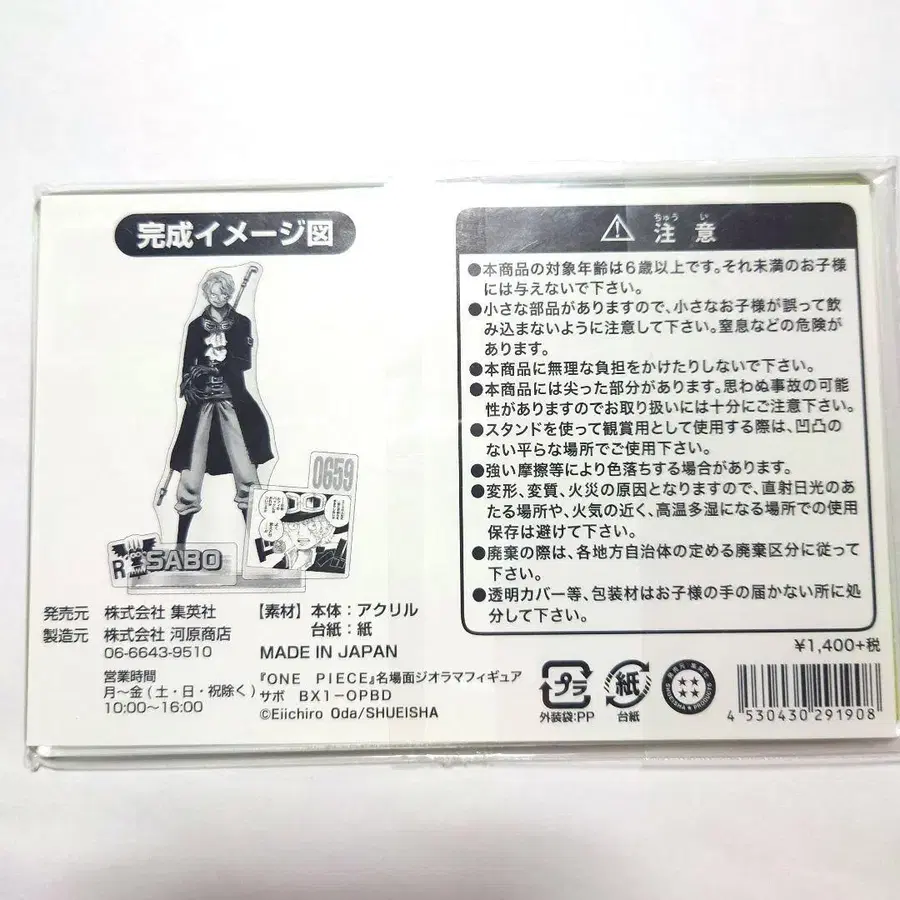 完成イメージ図
0659
R
SABO
発売元 株式会社 集英社
製造元 株式会社 河原商店
06-6643-9510
営業時間
月〜金(土・日・祝除く)
10:00〜16:00
【素材】本体:アクリル
台紙:紙
MADE IN JAPAN
『ONE PIECE』名場面ジオラマフィギュア
サボ BX1-OPBD
©Eiichiro Oda/SHUEISHA
ちゅう い
注 意
●本商品の対象年齢は6歳以上です。それ未満のお子様
には与えないで下さい。
●小さな部品がありますので、小さなお子様が誤って飲
み込まないように注意して下さい。窒息などの危険が
あります。
●本商品に無理な負担をかけたりしないで下さい。
●本商品には尖った部分があります。思わぬ事故の可能
性がありますのでお取り扱いには十分にご注意下さい。
●スタンドを使って観賞用として使用する際は、凹凸の
ない平らな場所でご使用下さい。
●強い摩擦等により色落ちする場合があります。
●変形、変質、火災の原因となりますので、直射日光のあ
たる場所や、火気の近く、高温多湿になる場所での使用
保存は避けて下さい。
●廃棄の際は、各地方自治体の定める廃棄区分に従って
下さい。
●透明カバー等、包装材はお子様の手の届かない所に処
分して下さい。
¥1,400+税
プラ
外装袋:PP
紙
台紙
発売元 集英社
SHUEISHA PRODUCTS
4 530430 291908